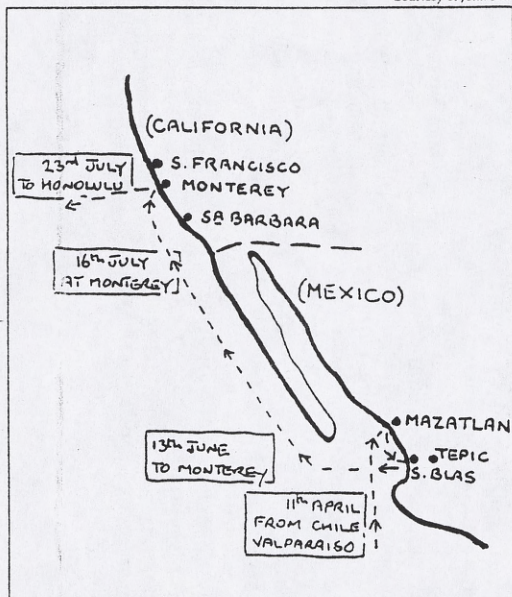 (CALIFORNIA)
23rd JULY
TO HONOLULU
S. FRANCISCO
MONTEREY
Sa BARBARA
16th JULY
AT MONTEREY
(MEXICO)
MAZATLAN
13th JUNE
TO MONTEREY
TEPIC
S. BLAS
11th APRIL
FROM CHILE
VALPARAISO